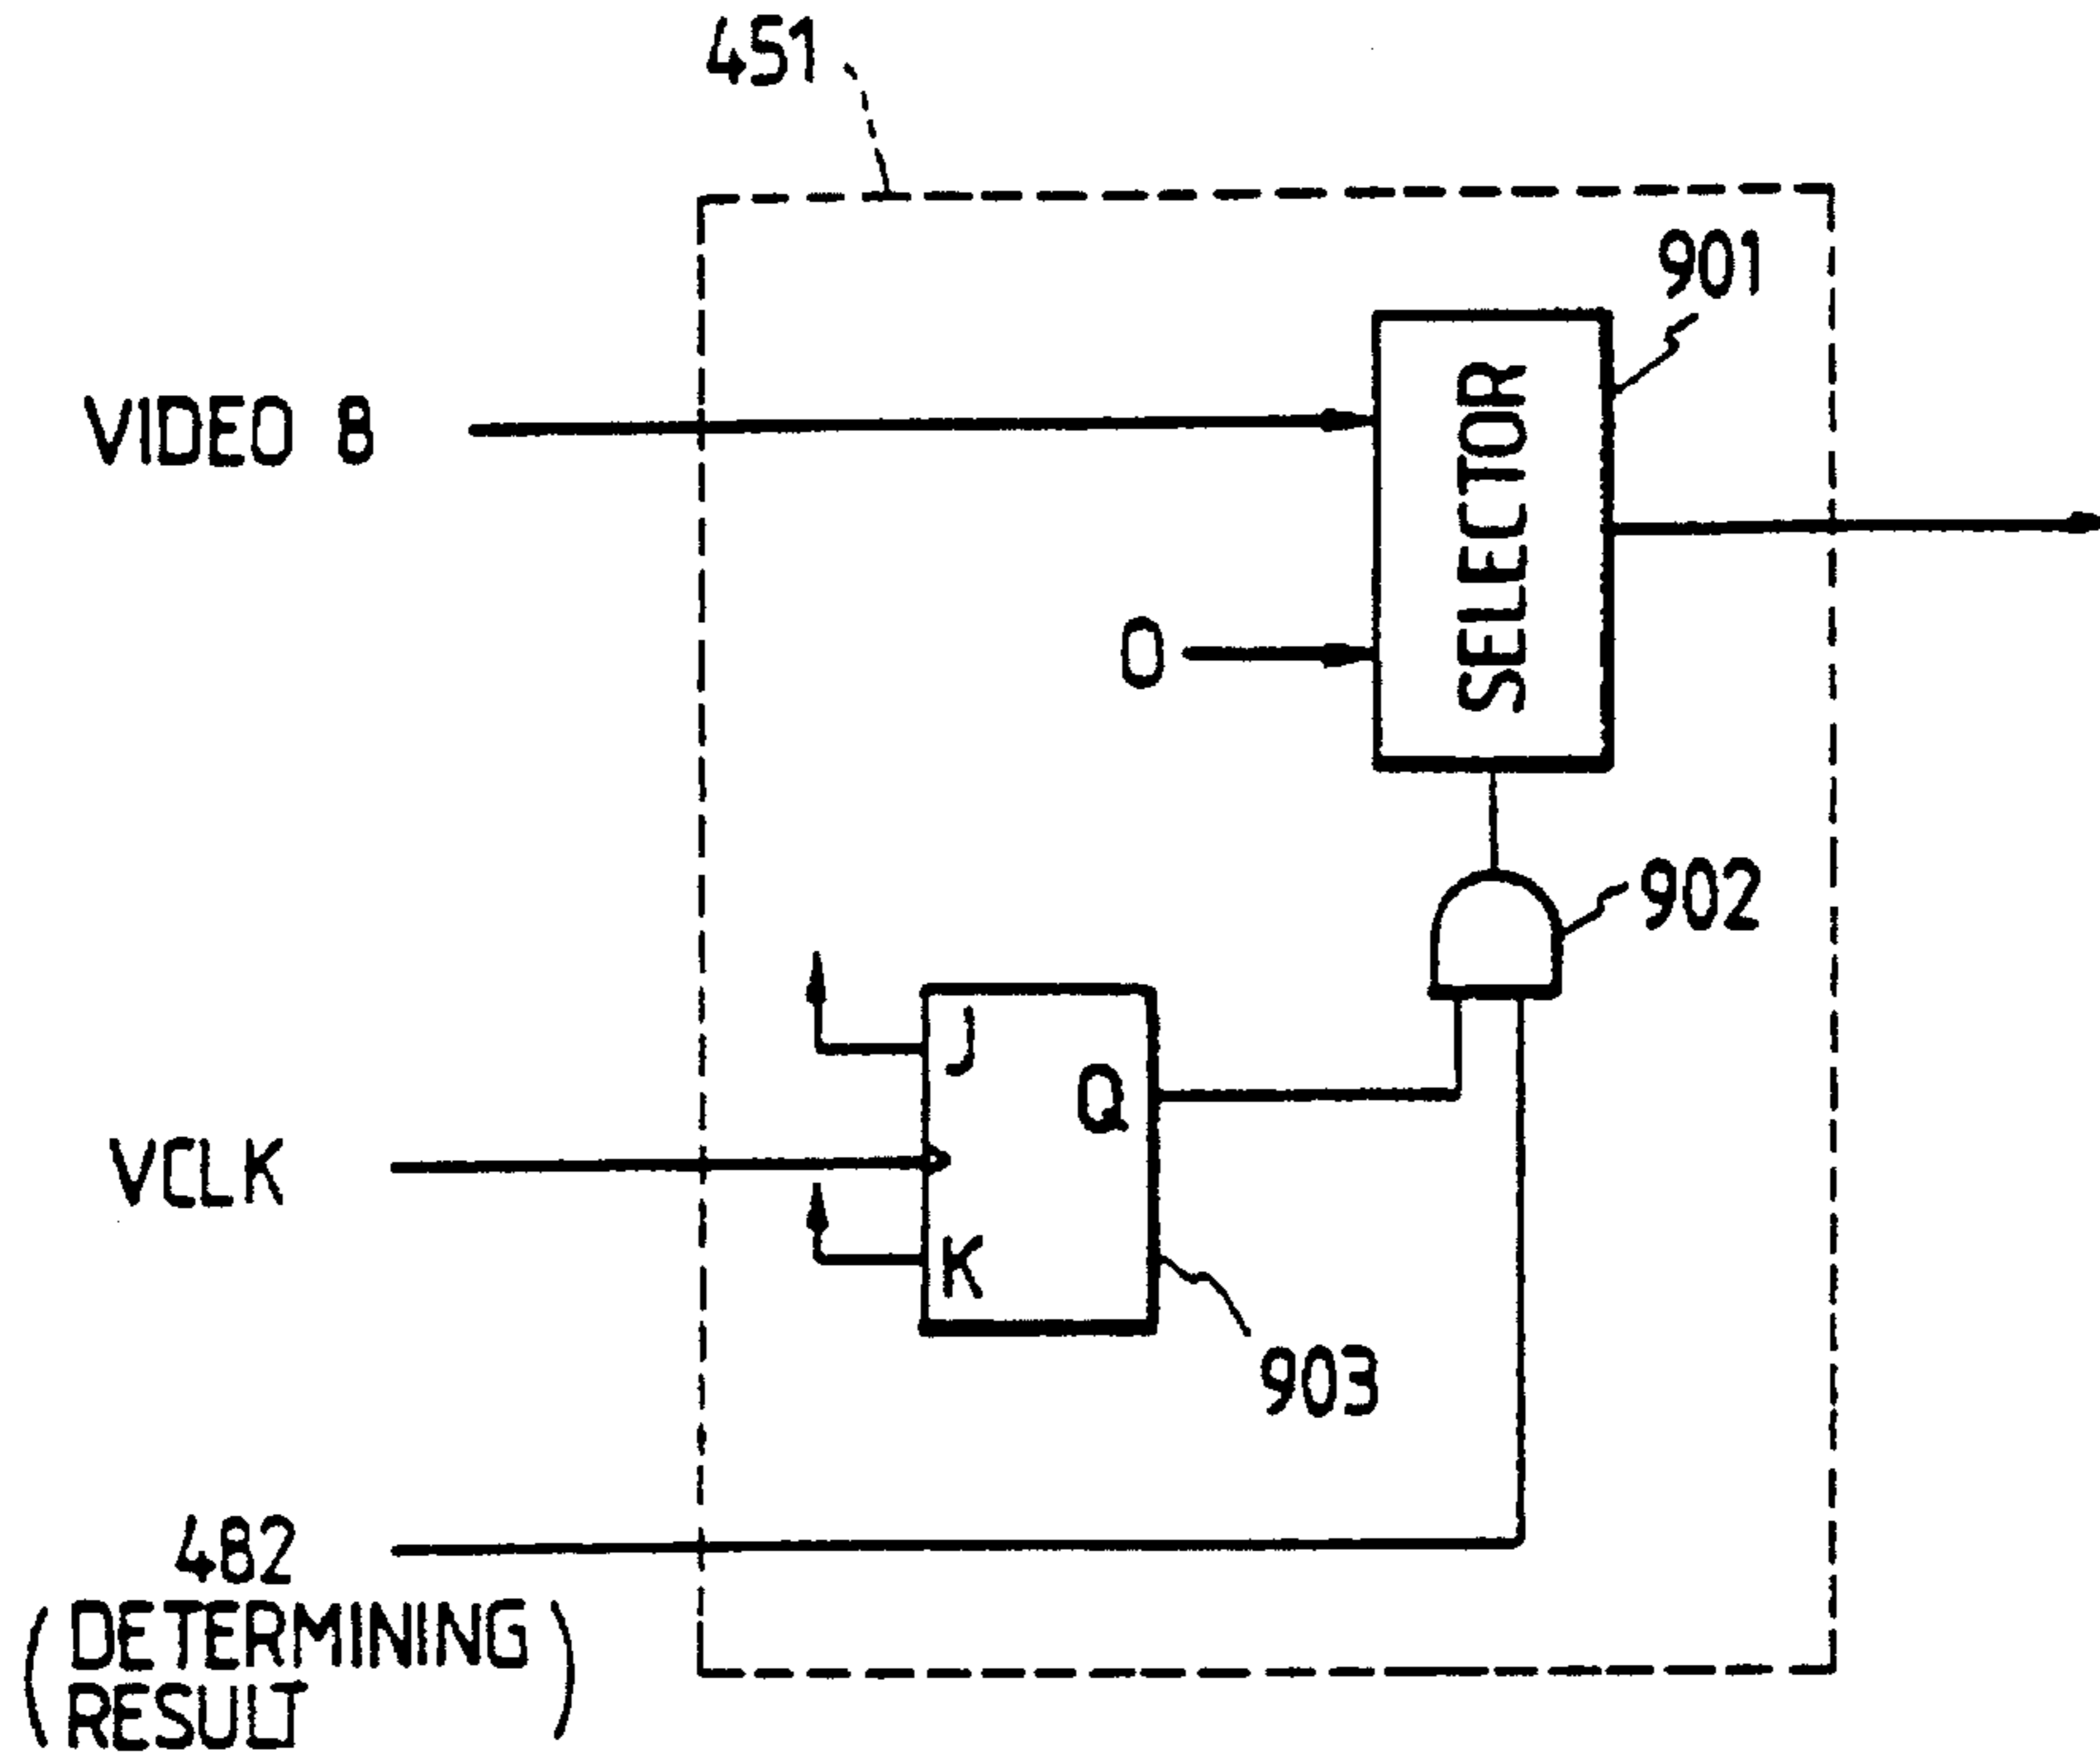 451
901
VIDEO 8
SELECTOR
0
902
J
Q
VCLK
K
903
482
(DETERMINING
RESULT)